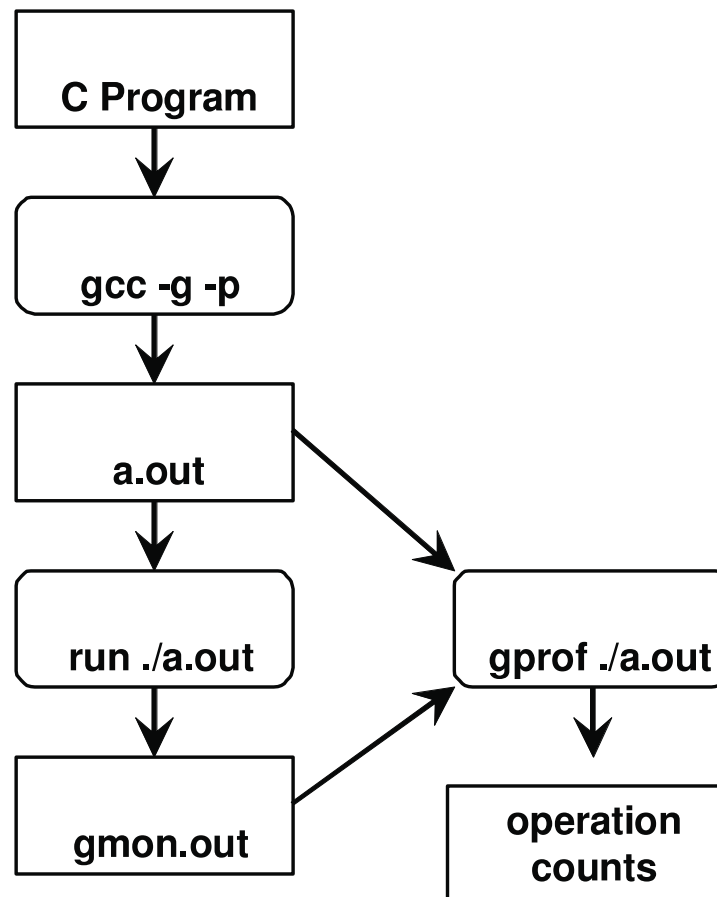 C Program
gcc -g -p
a.out
run ./a.out
gprof ./a.out
gmon.out
operation
counts